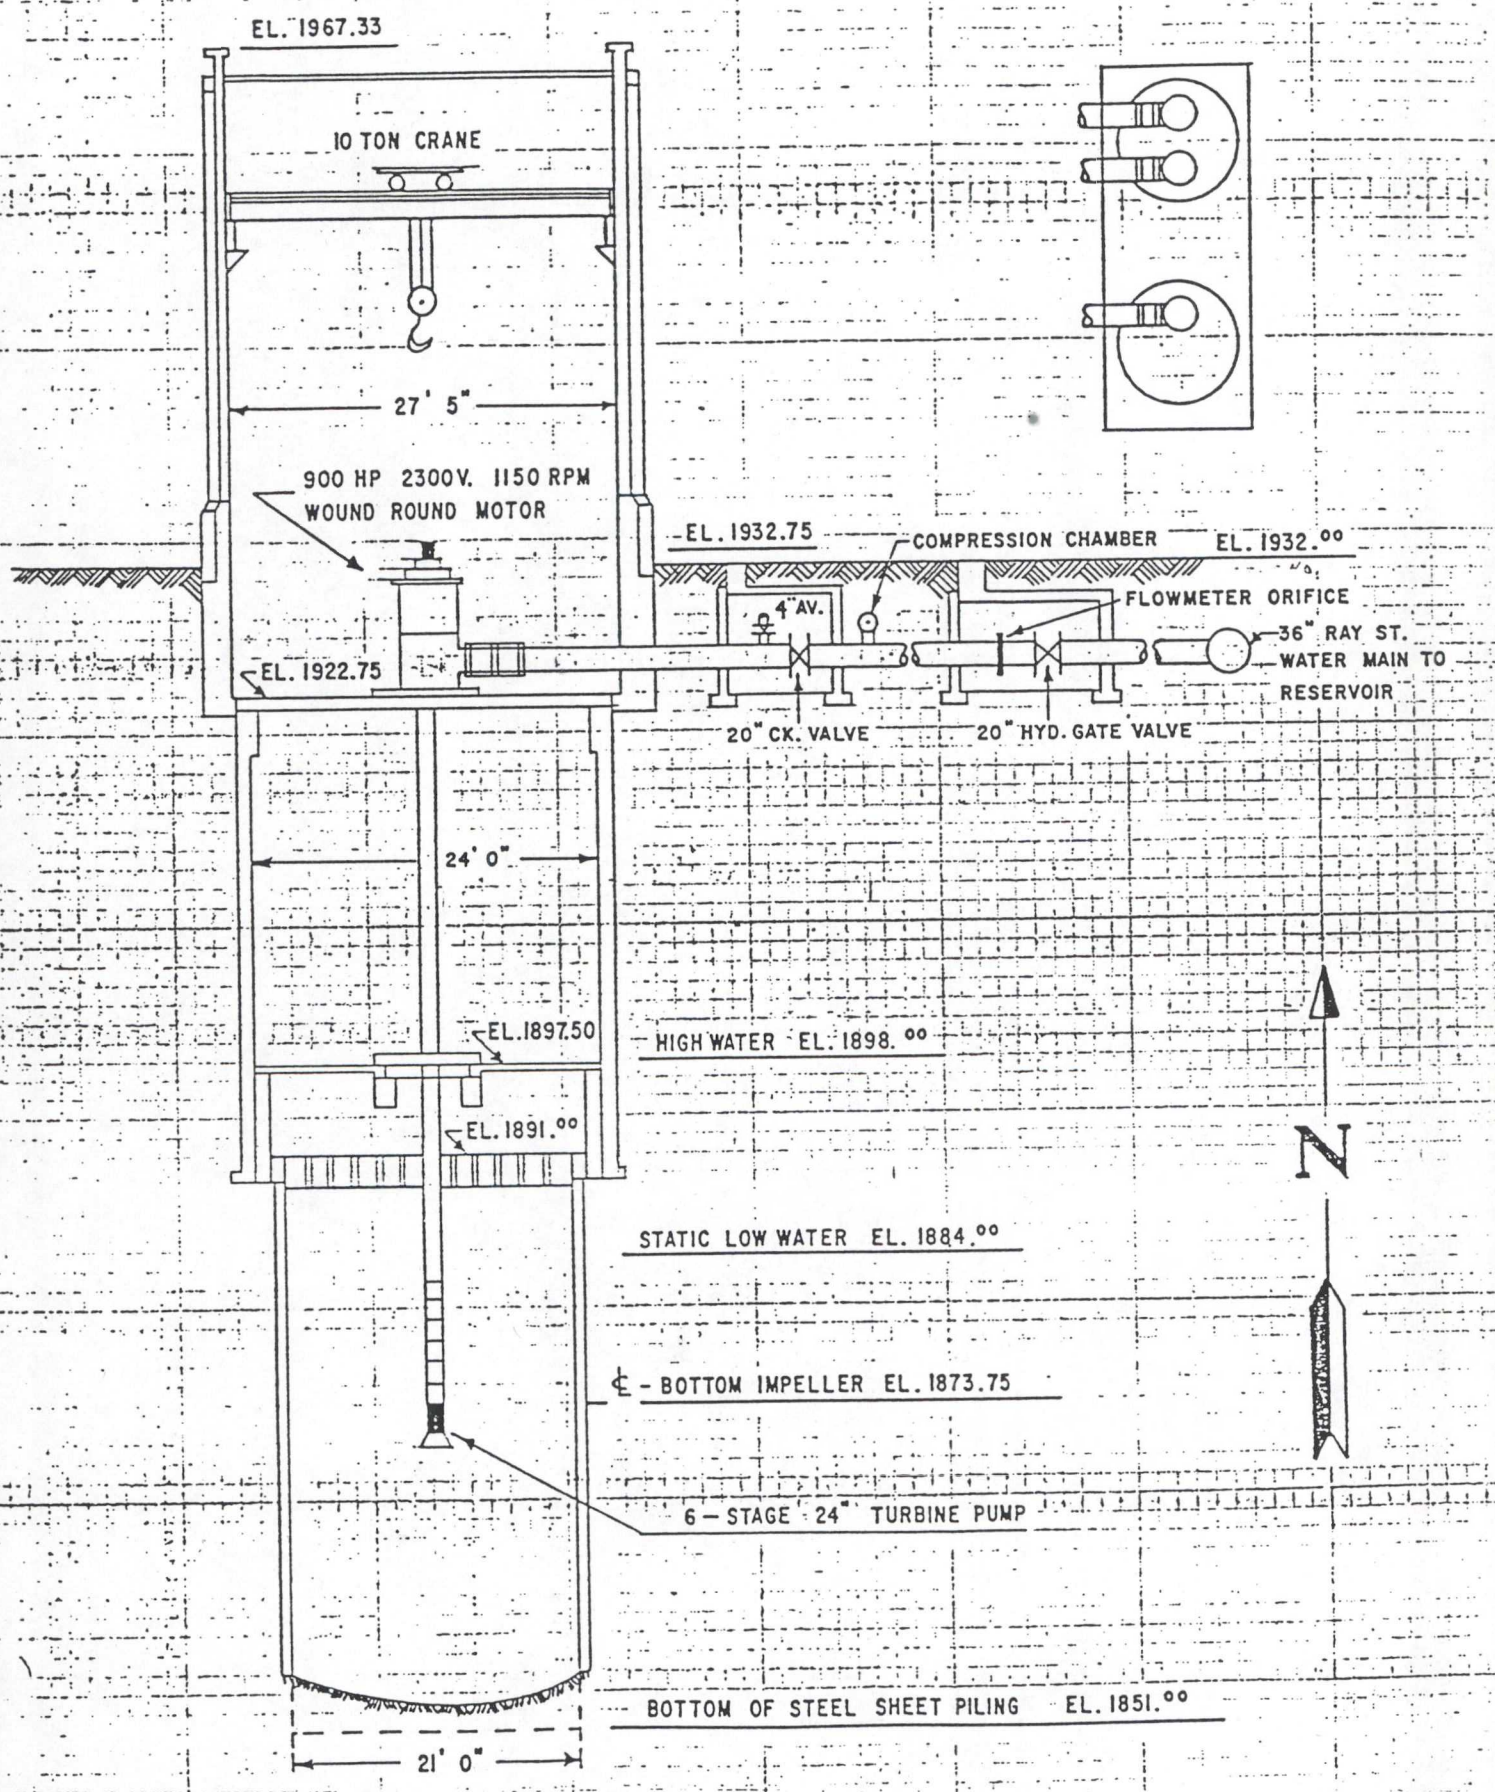 EL. 1967.33
10 TON CRANE
27' 5"
900 HP 2300V. 1150 RPM
WOUND ROUND MOTOR
EL. 1932.75
COMPRESSION CHAMBER
EL. 1932.00
4" AV.
FLOWMETER ORIFICE
36" RAY ST.
WATER MAIN TO
RESERVOIR
EL. 1922.75
20" CK. VALVE
20" HYD. GATE VALVE
24' 0"
EL. 1897.50
HIGH WATER EL. 1898.00
EL. 1891.00
N
STATIC LOW WATER EL. 1884.00
℄ - BOTTOM IMPELLER EL. 1873.75
6 - STAGE 24" TURBINE PUMP
BOTTOM OF STEEL SHEET PILING EL. 1851.00
21' 0"